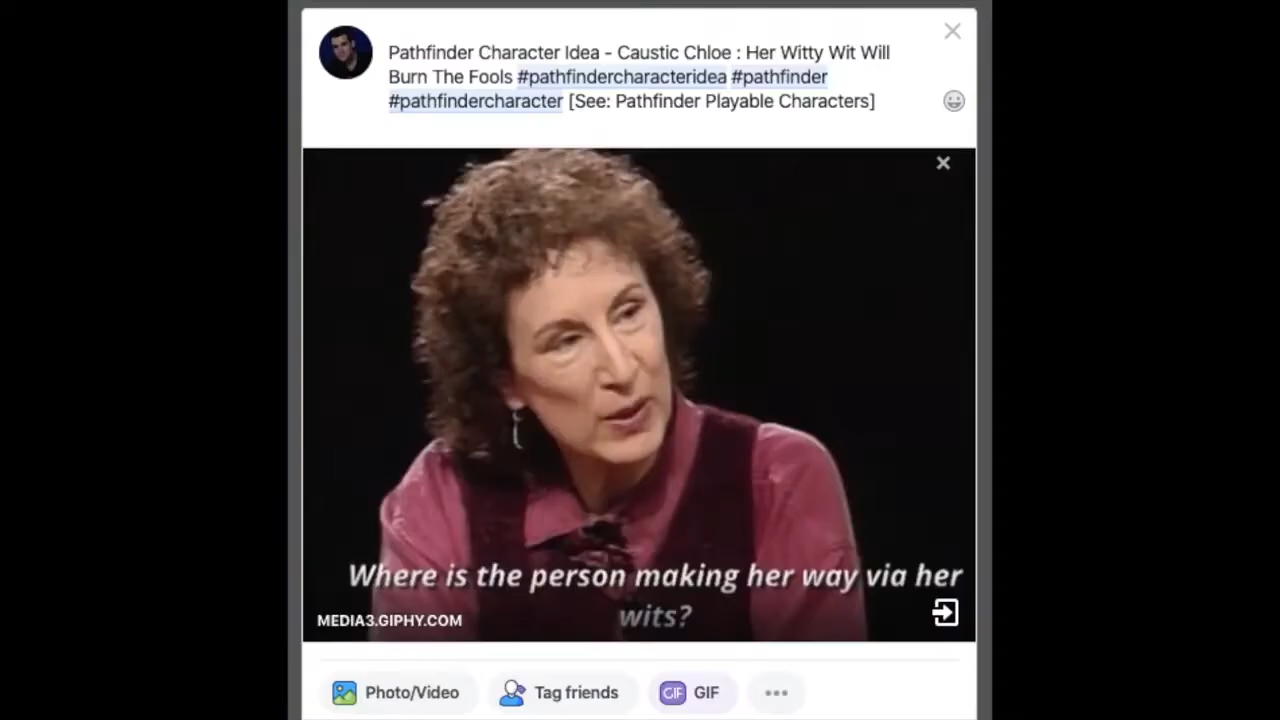 Pathfinder Character Idea - Caustic Chloe : Her Witty Wit Will
Burn The Fools #pathfindercharacteridea #pathfinder
#pathfindercharacter [See: Pathfinder Playable Characters]
Where is the person making her way via her
wits?
MEDIA3.GIPHY.COM
Photo/Video
Tag friends
GIF GIF